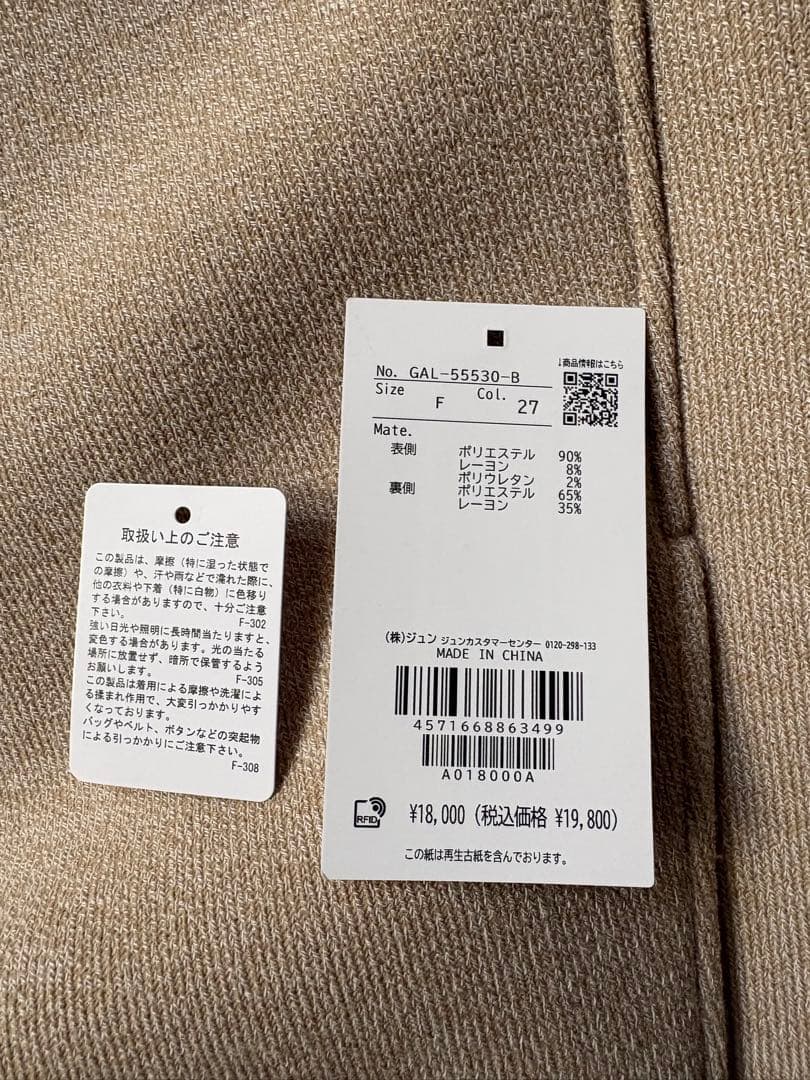 取扱い上のご注意
この製品は、摩擦（特に湿った状態で
の摩擦）や、汗や雨などで濡れた際に、
他の衣料や下着（特に白物）に色移り
する場合がありますので、十分ご注意
下さい。
F-302
強い日光や照明に長時間当たりますと、
変色する場合があります。光の当たる
場所に放置せず、暗所で保管するよう
お願いします。
F-305
この製品は着用による摩擦や洗濯によ
る揉まれ作用で、大変引っかかりやす
くなっております。
バッグやベルト、ボタンなどの突起物
による引っかかりにご注意下さい。
F-308
No. GAL-55530-B
↓商品情報はこちら
Size F Col. 27
Mate.
表側 ポリエステル 90%
レーヨン 8%
ポリウレタン 2%
裏側 ポリエステル 65%
レーヨン 35%
(株)ジュン ジュンカスタマーセンター 0120-298-133
MADE IN CHINA
4571668863499
A018000A
RFID
¥18,000 (税込価格 ¥19,800)
この紙は再生古紙を含んでおります。